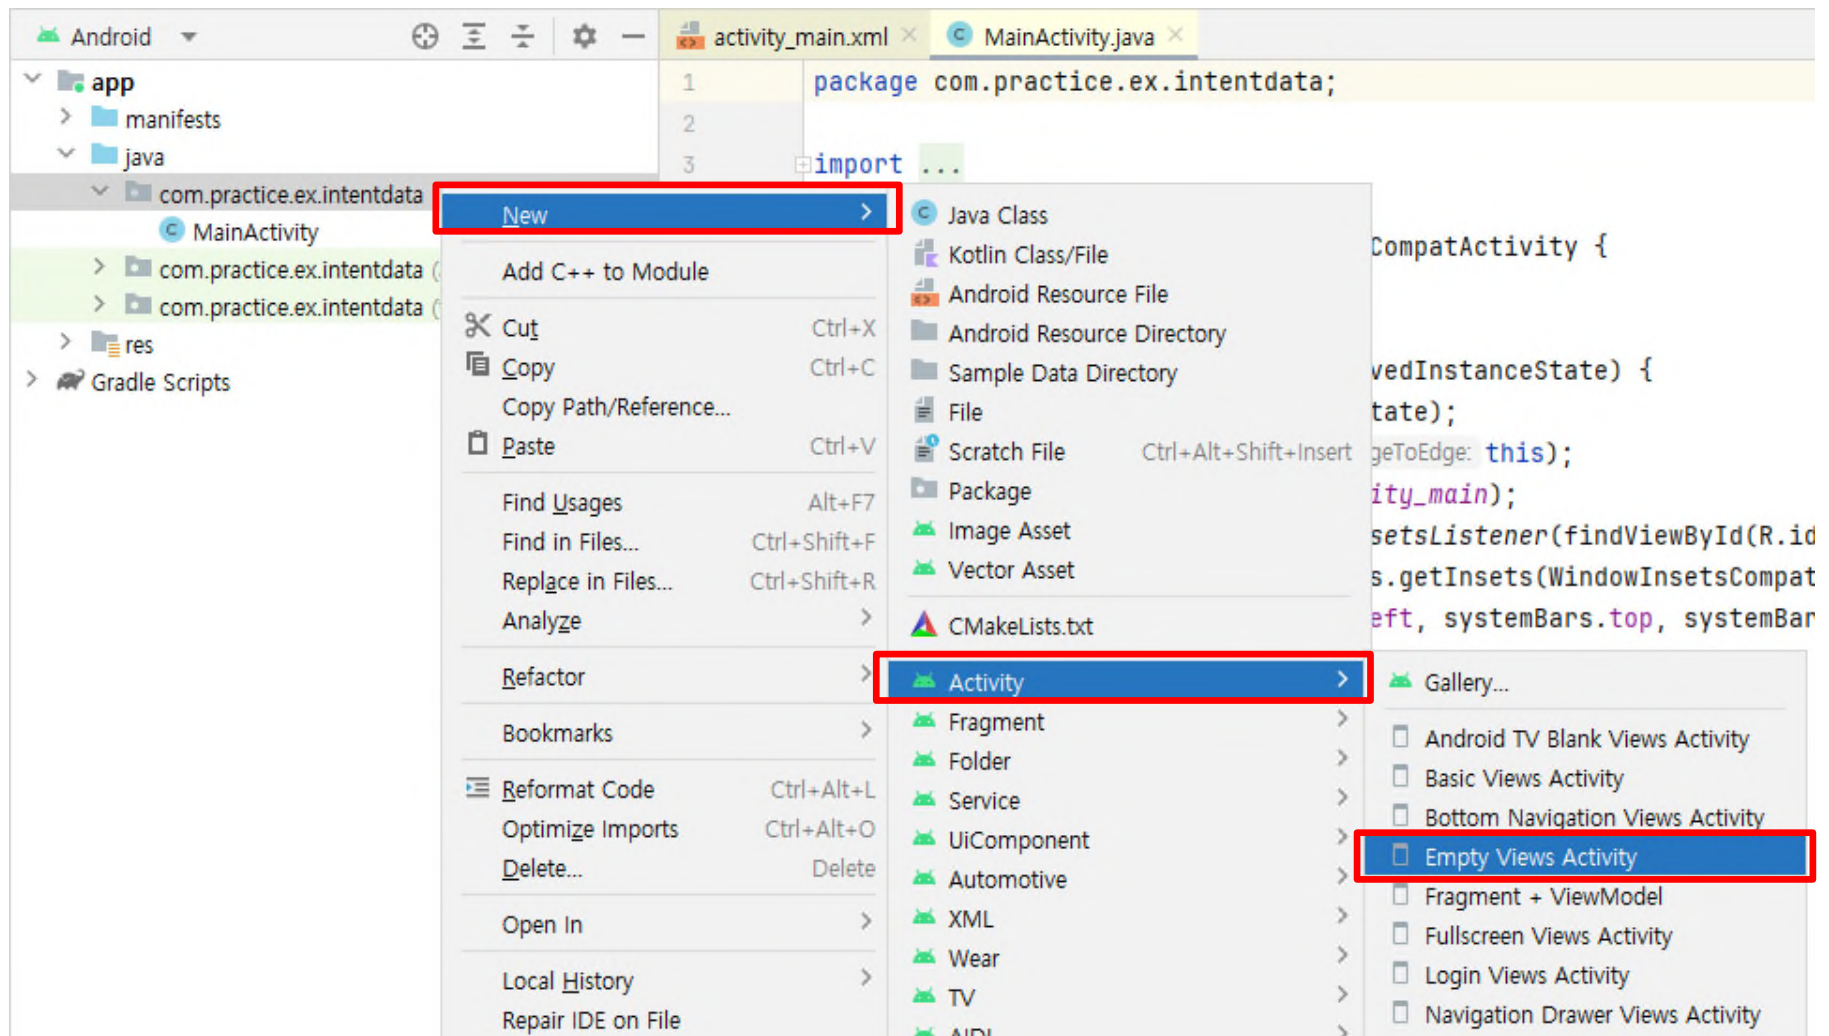 Android
activity_main.xml
MainActivity.java
app
manifests
java
com.practice.ex.intentdata
MainActivity
com.practice.ex.intentdata (
com.practice.ex.intentdata (
res
Gradle Scripts
1 package com.practice.ex.intentdata;
2
3 import ...
CompatActivity {
vedInstanceState) {
tate);
geToEdge: this);
ity_main);
setsListener(findViewById(R.id
s.getInsets(WindowInsetsCompat
eft, systemBars.top, systemBar
New
Add C++ to Module
Cut Ctrl+X
Copy Ctrl+C
Copy Path/Reference...
Paste Ctrl+V
Find Usages Alt+F7
Find in Files... Ctrl+Shift+F
Replace in Files... Ctrl+Shift+R
Analyze
Refactor
Bookmarks
Reformat Code Ctrl+Alt+L
Optimize Imports Ctrl+Alt+O
Delete... Delete
Open In
Local History
Repair IDE on File
Java Class
Kotlin Class/File
Android Resource File
Android Resource Directory
Sample Data Directory
File
Scratch File Ctrl+Alt+Shift+Insert
Package
Image Asset
Vector Asset
CMakeLists.txt
Activity
Fragment
Folder
Service
UiComponent
Automotive
XML
Wear
TV
AIDL
Gallery...
Android TV Blank Views Activity
Basic Views Activity
Bottom Navigation Views Activity
Empty Views Activity
Fragment + ViewModel
Fullscreen Views Activity
Login Views Activity
Navigation Drawer Views Activity